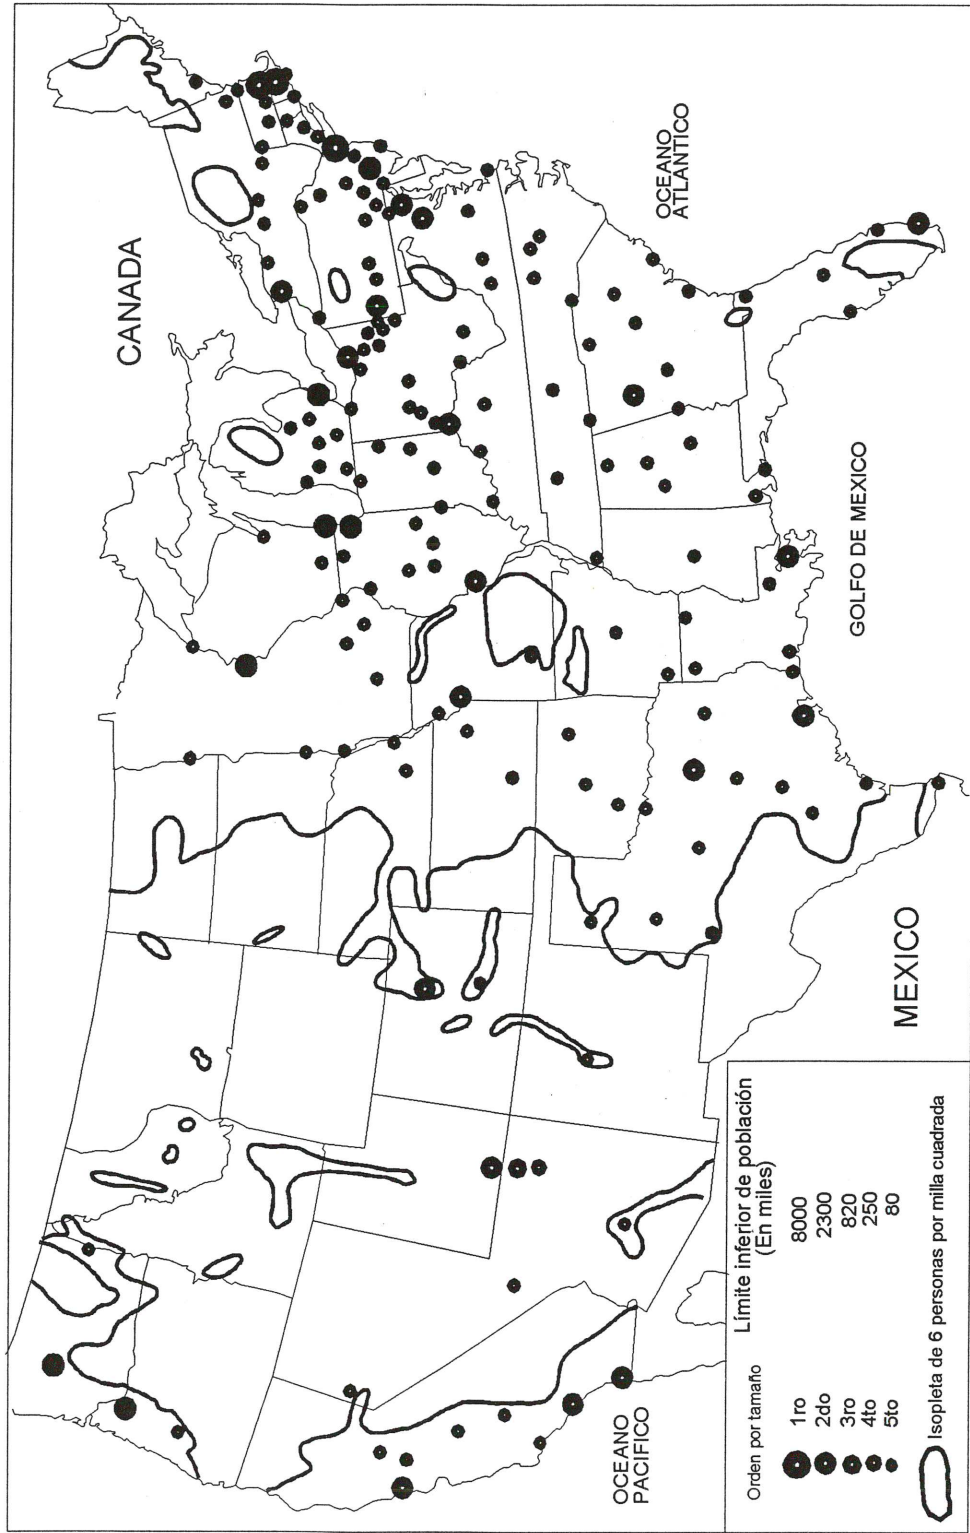 CANADA
OCEANO
ATLANTICO
GOLFO DE MEXICO
MEXICO
OCEANO
PACIFICO
Orden por tamaño
Límite inferior de población
(En miles)
1ro 8000
2do 2300
3ro 820
4to 250
5to 80
Isopleta de 6 personas por milla cuadrada